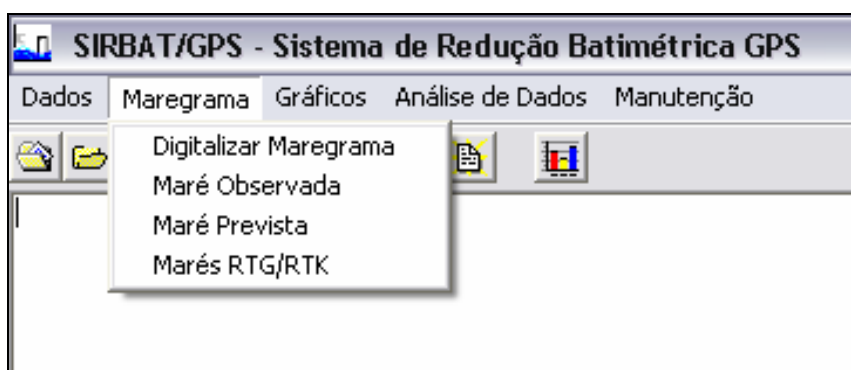 SIRBAT/GPS - Sistema de Redução Batimétrica GPS
Dados Maregrama Gráficos Análise de Dados Manutenção
Digitalizar Maregrama
Maré Observada
Maré Prevista
Marés RTG/RTK